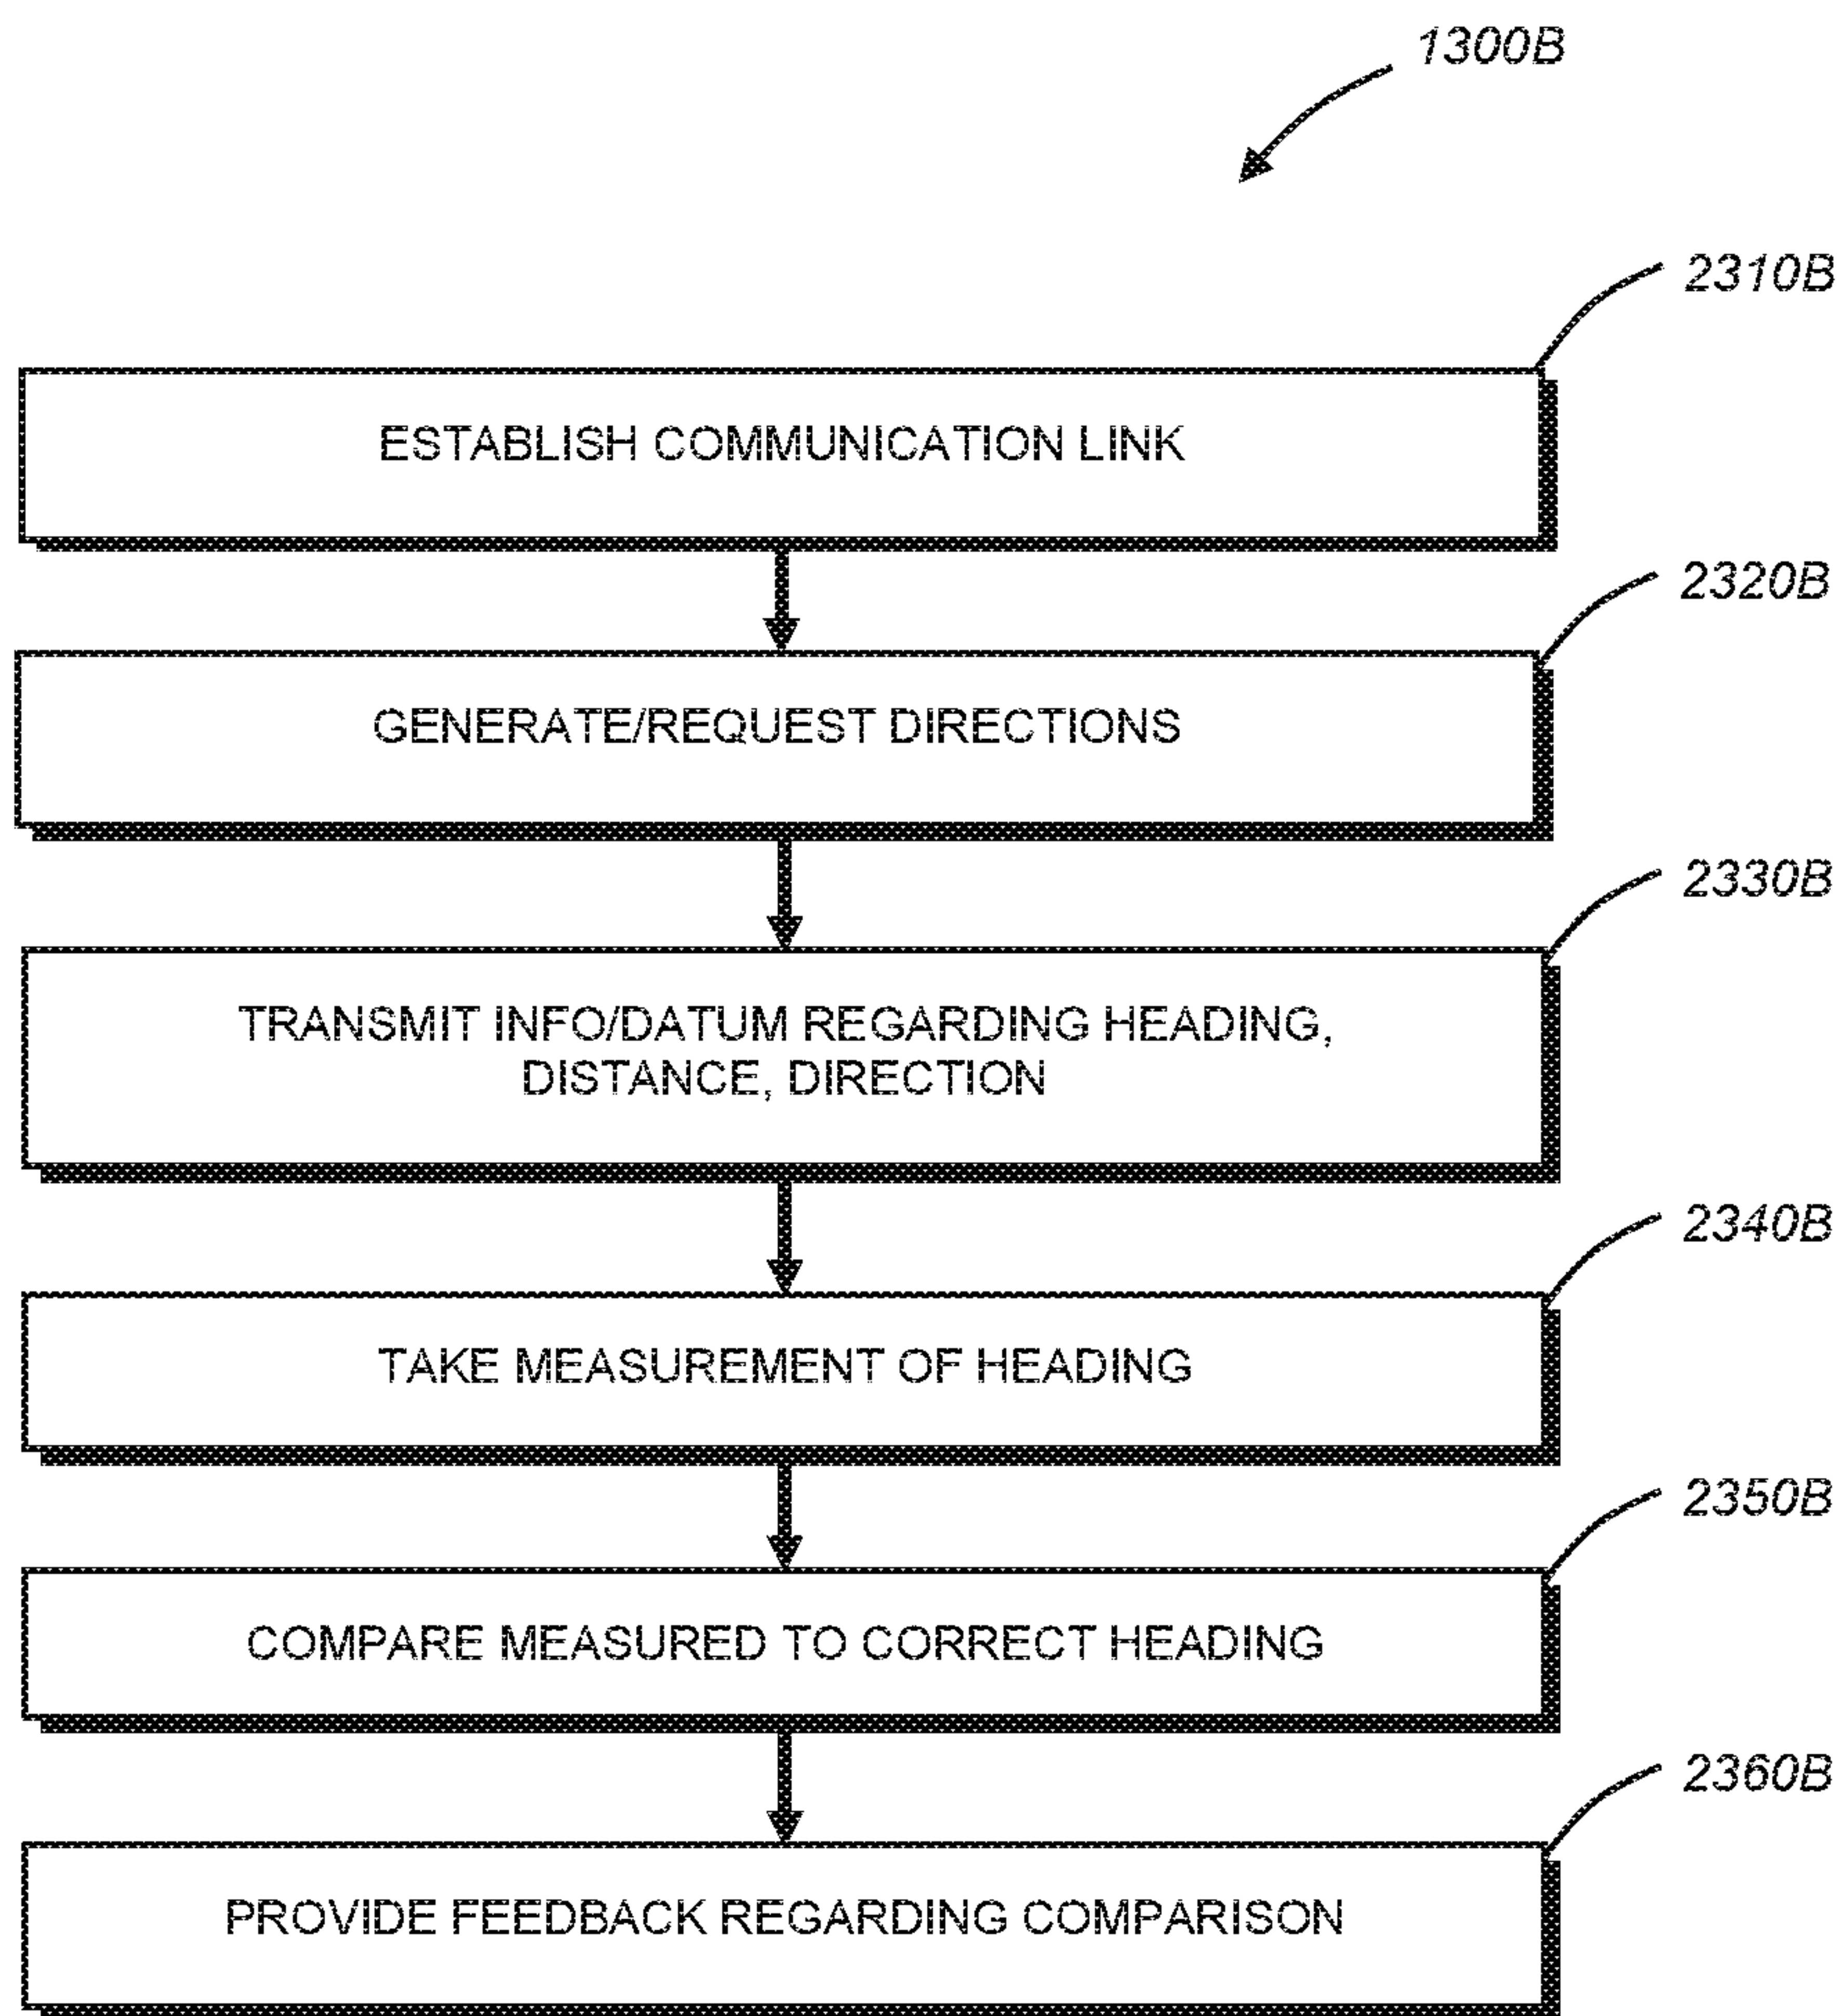 1300B
2310B
ESTABLISH COMMUNICATION LINK
2320B
GENERATE/REQUEST DIRECTIONS
2330B
TRANSMIT INFO/DATUM REGARDING HEADING,
DISTANCE, DIRECTION
2340B
TAKE MEASUREMENT OF HEADING
2350B
COMPARE MEASURED TO CORRECT HEADING
2360B
PROVIDE FEEDBACK REGARDING COMPARISON